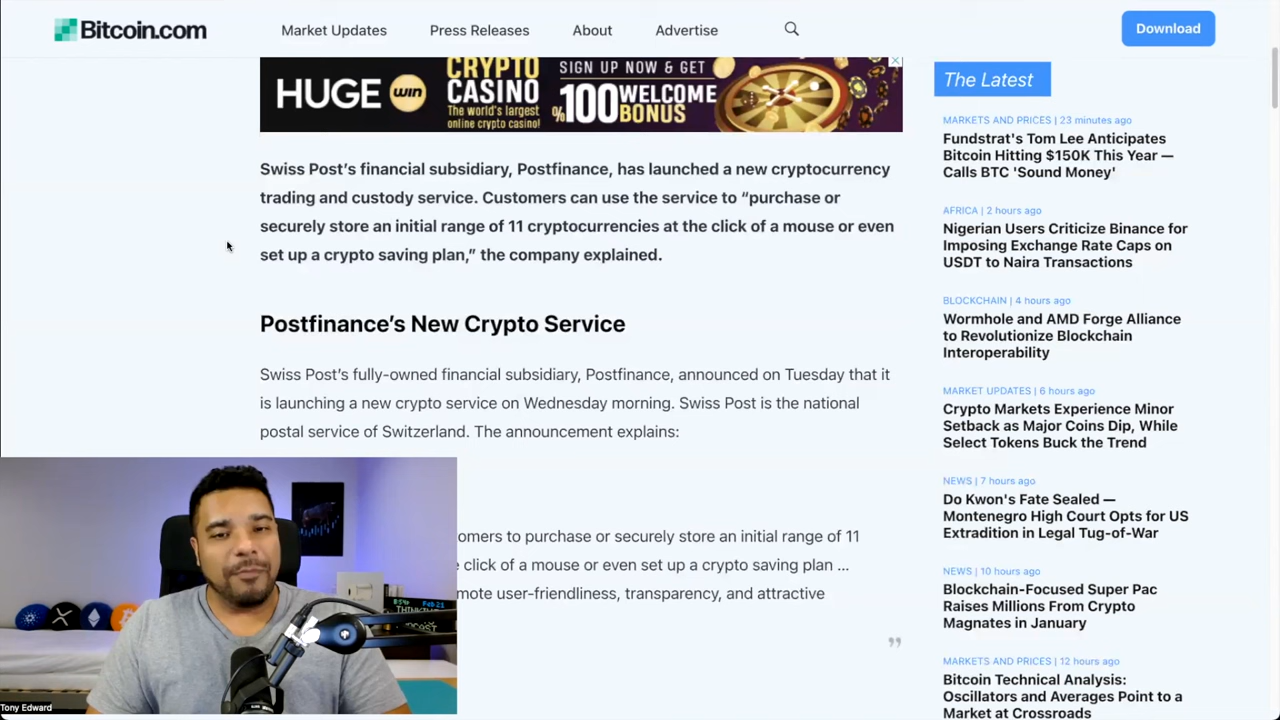 Bitcoin.com
Market Updates
Press Releases
About
Advertise
Download
HUGE win
CRYPTO
CASINO
The world's largest
online crypto casino!
SIGN UP NOW & GET
%100 WELCOME
BONUS
Swiss Post’s financial subsidiary, Postfinance, has launched a new cryptocurrency
trading and custody service. Customers can use the service to “purchase or
securely store an initial range of 11 cryptocurrencies at the click of a mouse or even
set up a crypto saving plan,” the company explained.
Postfinance’s New Crypto Service
Swiss Post’s fully-owned financial subsidiary, Postfinance, announced on Tuesday that it
is launching a new crypto service on Wednesday morning. Swiss Post is the national
postal service of Switzerland. The announcement explains:
omers to purchase or securely store an initial range of 11
click of a mouse or even set up a crypto saving plan ...
mote user-friendliness, transparency, and attractive
”
The Latest
MARKETS AND PRICES | 23 minutes ago
Fundstrat's Tom Lee Anticipates
Bitcoin Hitting $150K This Year —
Calls BTC 'Sound Money'
AFRICA | 2 hours ago
Nigerian Users Criticize Binance for
Imposing Exchange Rate Caps on
USDT to Naira Transactions
BLOCKCHAIN | 4 hours ago
Wormhole and AMD Forge Alliance
to Revolutionize Blockchain
Interoperability
MARKET UPDATES | 6 hours ago
Crypto Markets Experience Minor
Setback as Major Coins Dip, While
Select Tokens Buck the Trend
NEWS | 7 hours ago
Do Kwon's Fate Sealed —
Montenegro High Court Opts for US
Extradition in Legal Tug-of-War
NEWS | 10 hours ago
Blockchain-Focused Super Pac
Raises Millions From Crypto
Magnates in January
MARKETS AND PRICES | 12 hours ago
Bitcoin Technical Analysis:
Oscillators and Averages Point to a
Market at Crossroads
Feb 21
Tony Edward